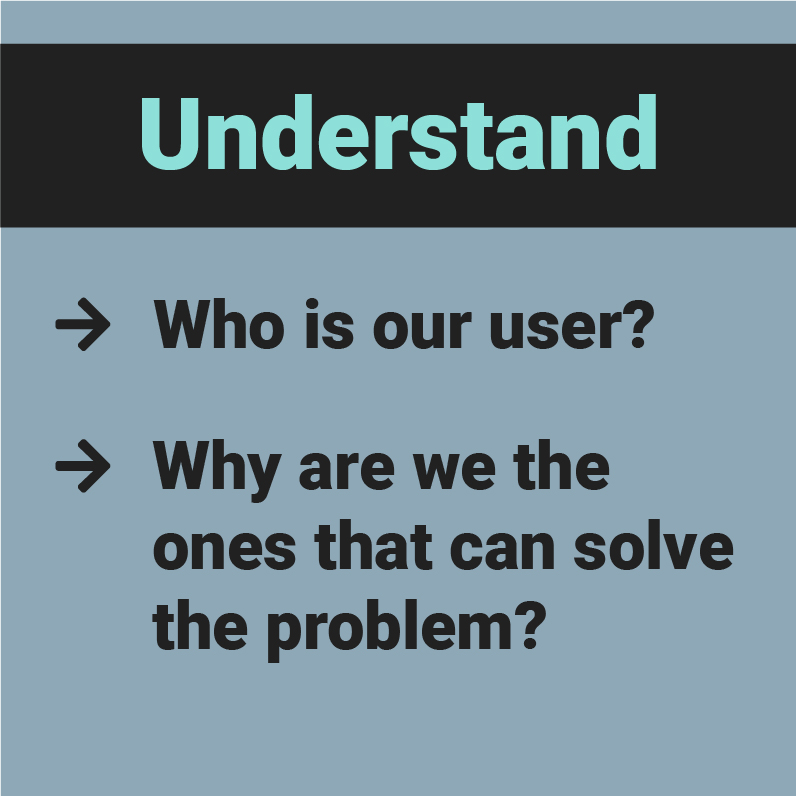 Understand
→ Who is our user?
→ Why are we the
ones that can solve
the problem?